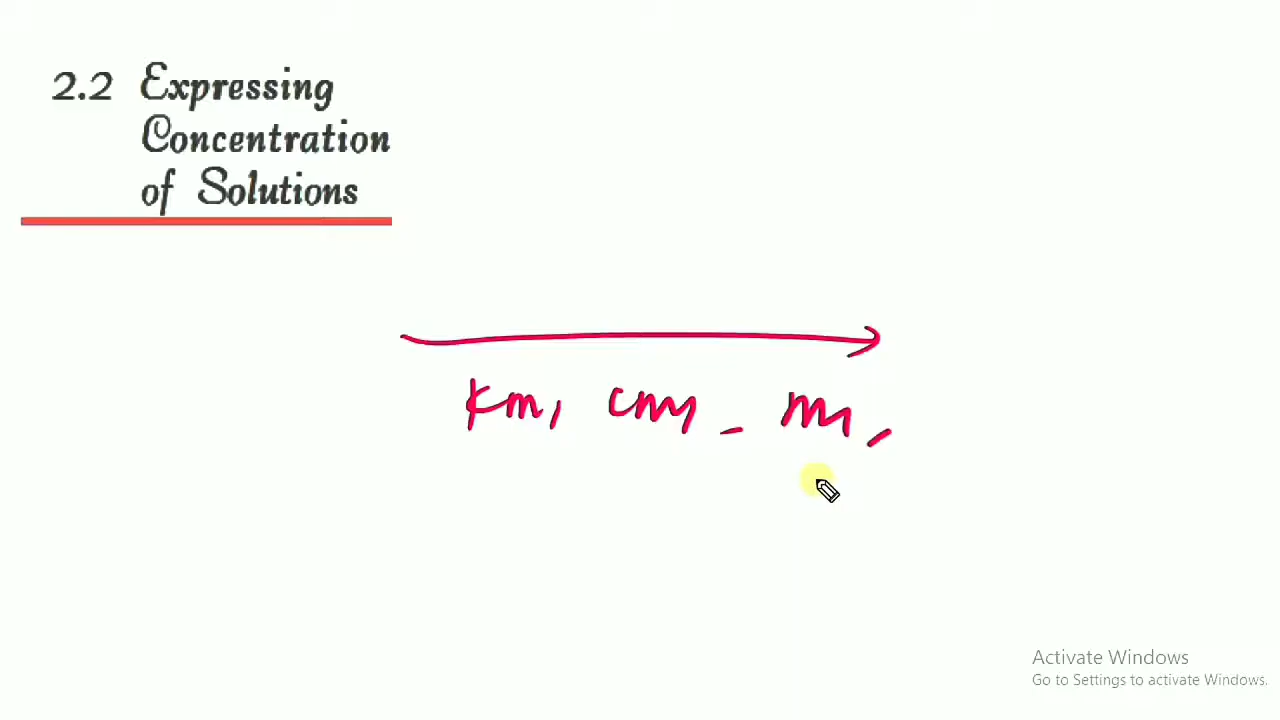 2.2 Expressing
Concentration
of Solutions
km, cm, m,
Activate Windows
Go to Settings to activate Windows.